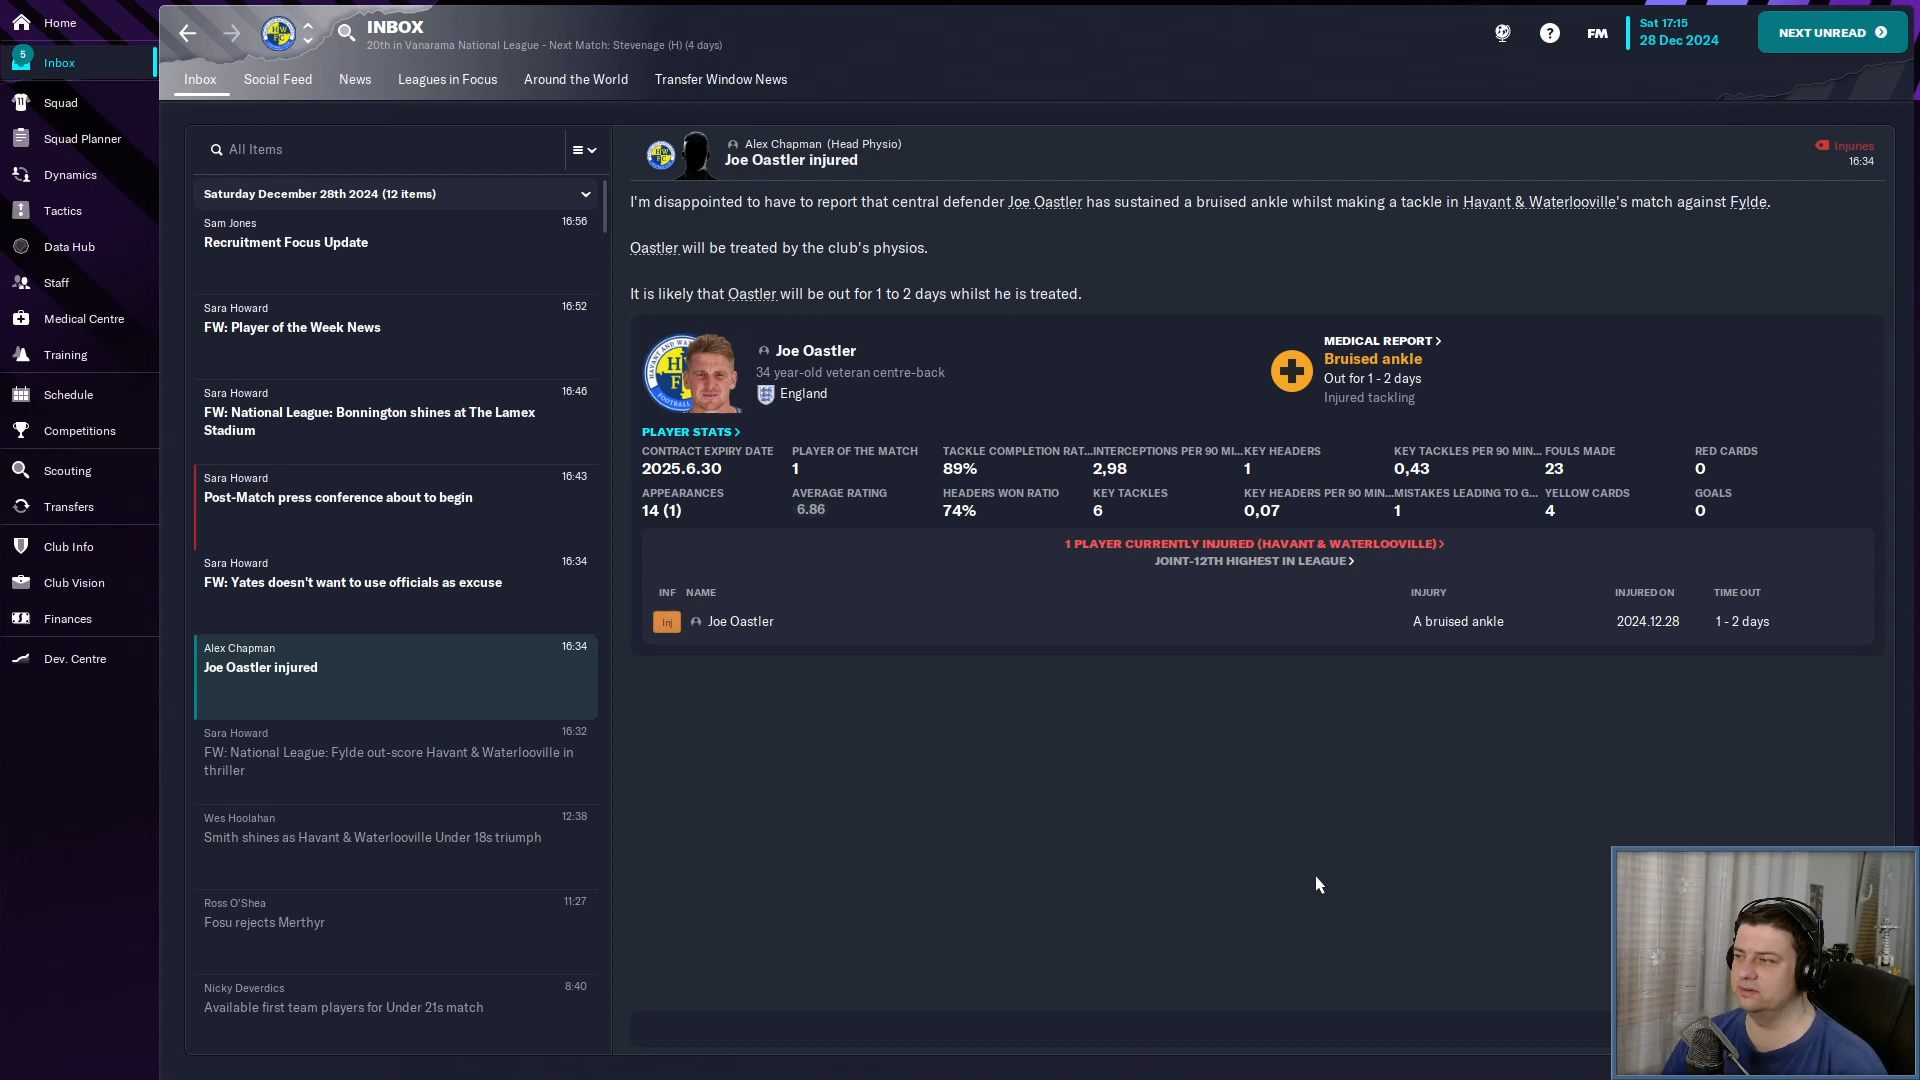 Home
5
Inbox
Squad
Squad Planner
Dynamics
Tactics
Data Hub
Staff
Medical Centre
Training
Schedule
Competitions
Scouting
Transfers
Club Info
Club Vision
Finances
Dev. Centre
INBOX
20th in Vanarama National League - Next Match: Stevenage (H) (4 days)
FM
Sat 17:15
28 Dec 2024
NEXT UNREAD
Inbox Social Feed News Leagues in Focus Around the World Transfer Window News
All Items
Saturday December 28th 2024 (12 items)
Sam Jones 16:56
Recruitment Focus Update
Sara Howard 16:52
FW: Player of the Week News
Sara Howard 16:46
FW: National League: Bonnington shines at The Lamex
Stadium
Sara Howard 16:43
Post-Match press conference about to begin
Sara Howard 16:34
FW: Yates doesn't want to use officials as excuse
Alex Chapman 16:34
Joe Oastler injured
Sara Howard 16:32
FW: National League: Fylde out-score Havant & Waterlooville in
thriller
Wes Hoolahan 12:38
Smith shines as Havant & Waterlooville Under 18s triumph
Ross O'Shea 11:27
Fosu rejects Merthyr
Nicky Deverdics 8:40
Available first team players for Under 21s match
Alex Chapman (Head Physio)
Joe Oastler injured
Injuries
16:34
I'm disappointed to have to report that central defender Joe Oastler has sustained a bruised ankle whilst making a tackle in Havant & Waterlooville's match against Fylde.
Oastler will be treated by the club's physios.
It is likely that Oastler will be out for 1 to 2 days whilst he is treated.
Joe Oastler
34 year-old veteran centre-back
England
MEDICAL REPORT >
Bruised ankle
Out for 1 - 2 days
Injured tackling
PLAYER STATS >
CONTRACT EXPIRY DATE PLAYER OF THE MATCH TACKLE COMPLETION RAT... INTERCEPTIONS PER 90 MI... KEY HEADERS KEY TACKLES PER 90 MIN... FOULS MADE RED CARDS
2025.6.30 1 89% 2,98 1 0,43 23 0
APPEARANCES AVERAGE RATING HEADERS WON RATIO KEY TACKLES KEY HEADERS PER 90 MIN... MISTAKES LEADING TO G... YELLOW CARDS GOALS
14 (1) 6.86 74% 6 0,07 1 4 0
1 PLAYER CURRENTLY INJURED (HAVANT & WATERLOOVILLE) >
JOINT-12TH HIGHEST IN LEAGUE >
INF NAME INJURY INJURED ON TIME OUT
Inj Joe Oastler A bruised ankle 2024.12.28 1 - 2 days